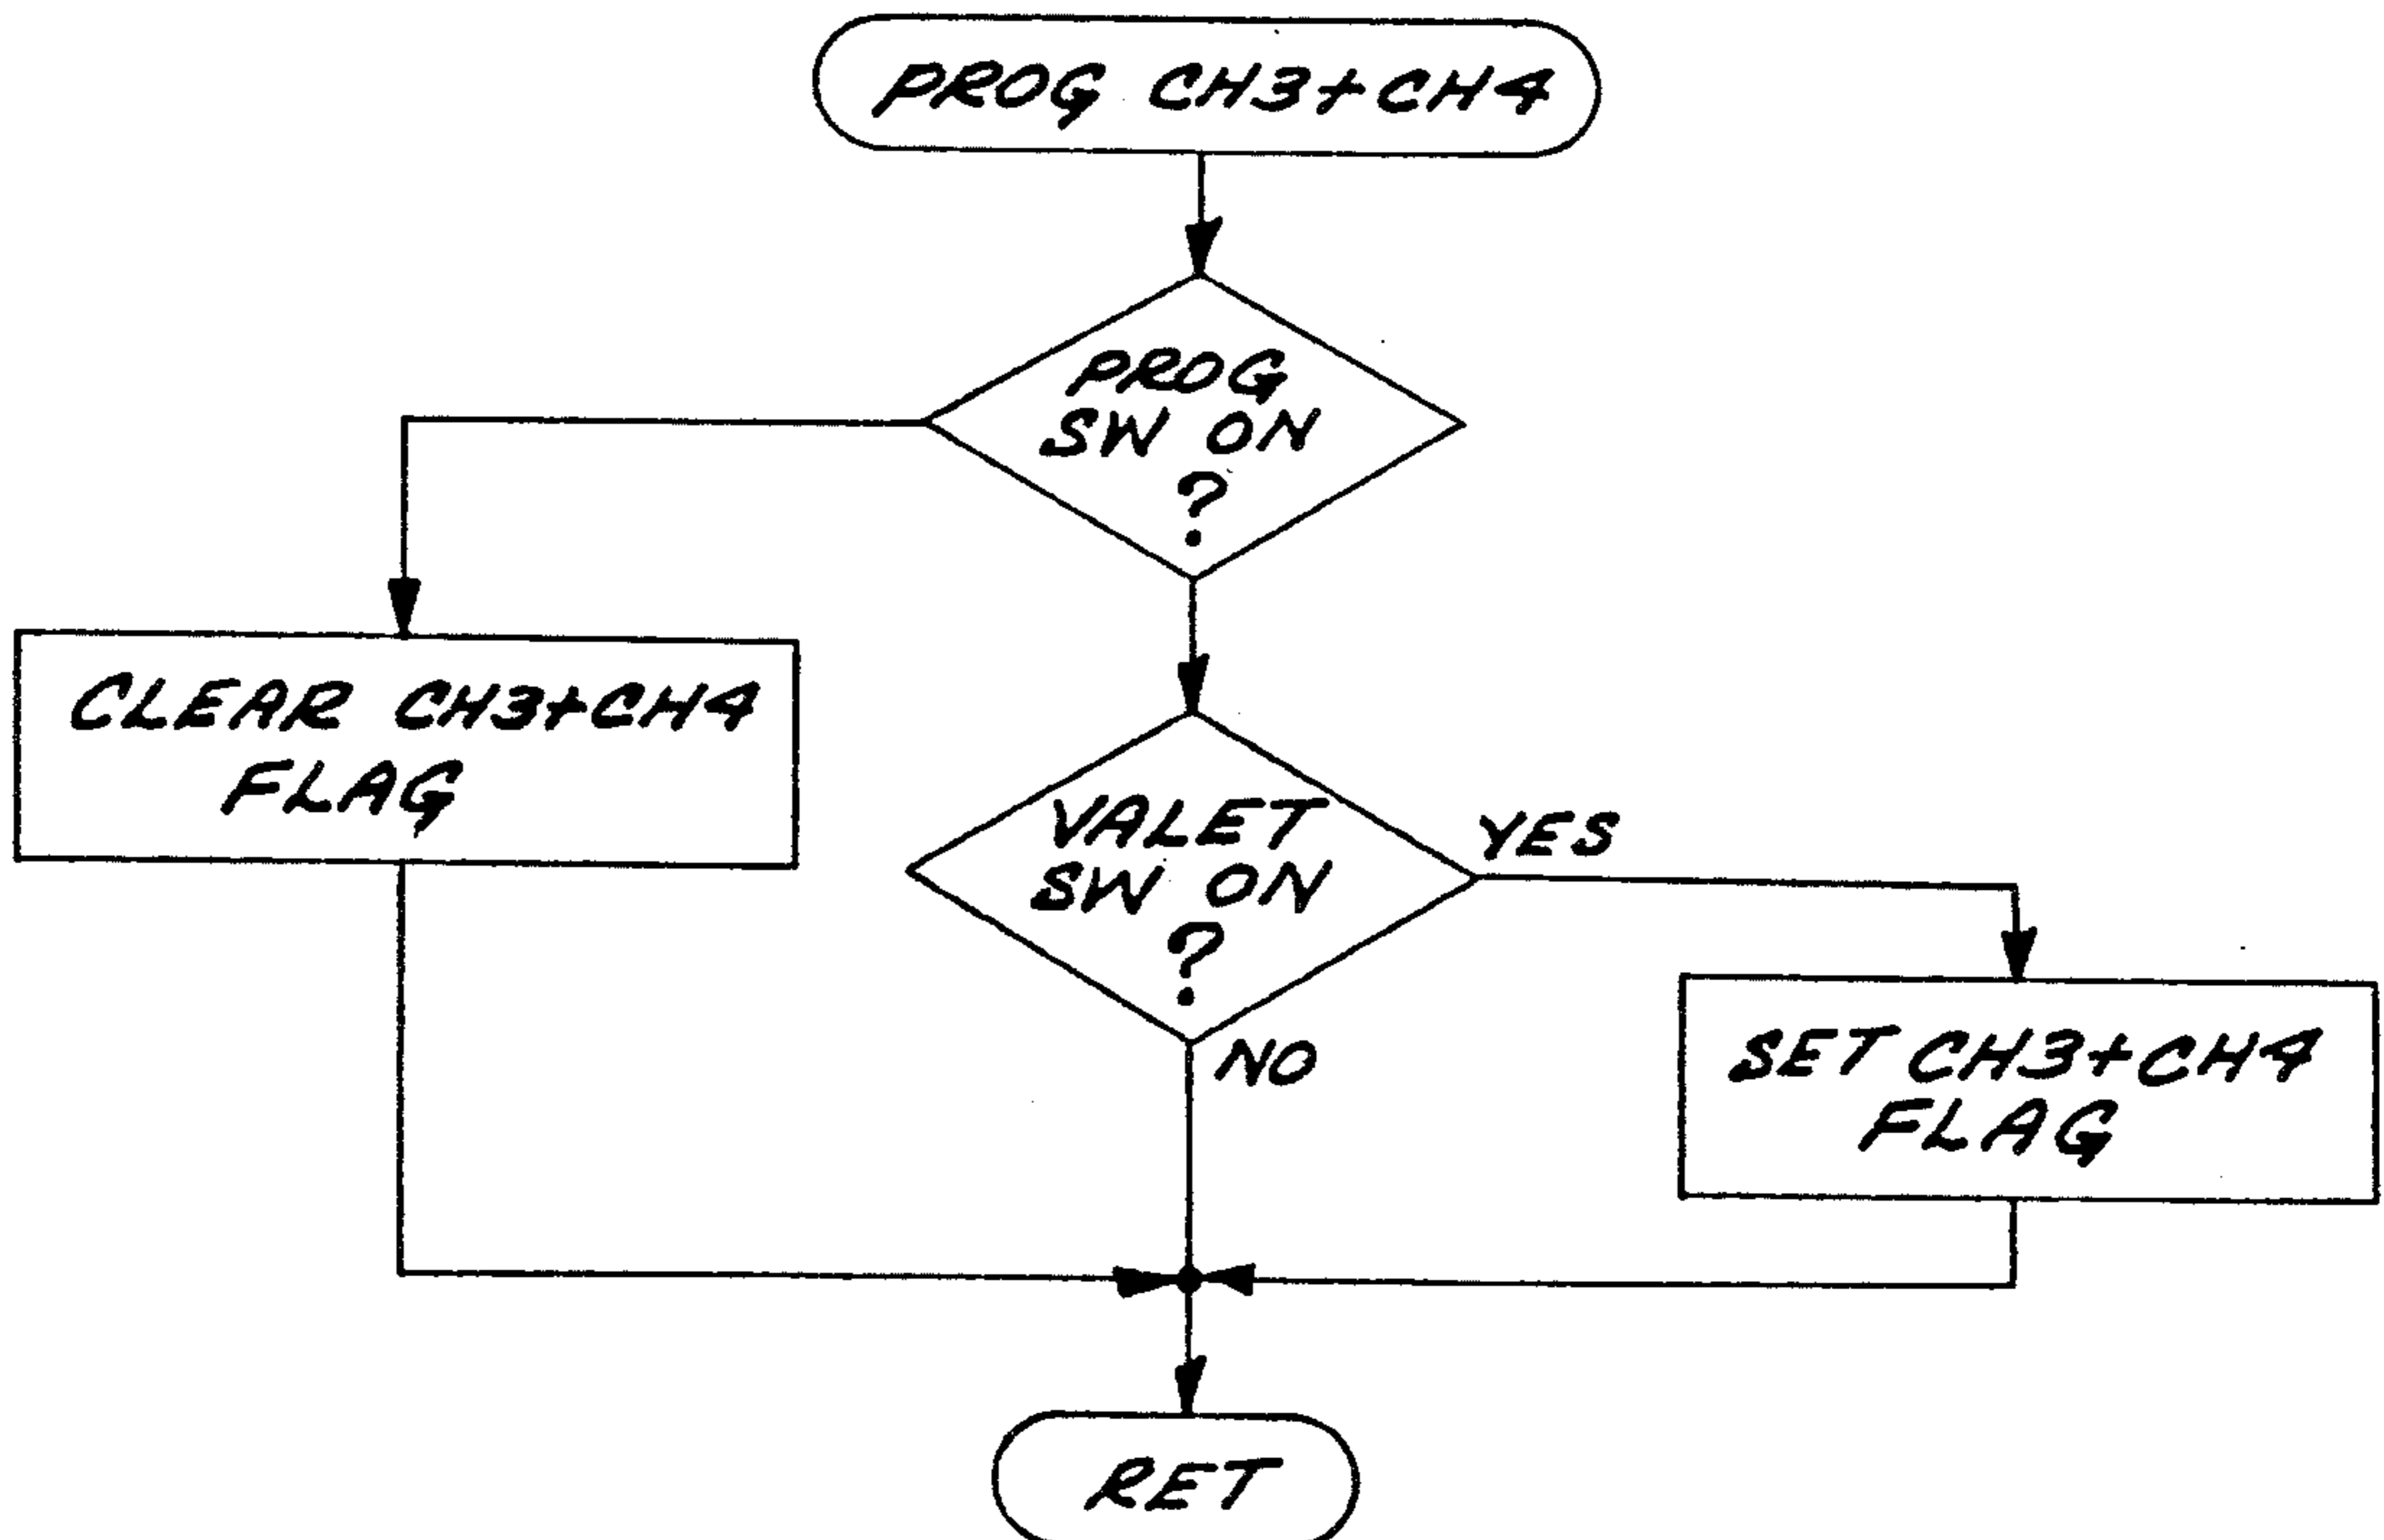 PROG CH3+CH4
PROG
SW ON
?
CLEAR CH3+CH4
FLAG
VALET
SW ON
?
YES
NO
SET CH3+CH4
FLAG
RET